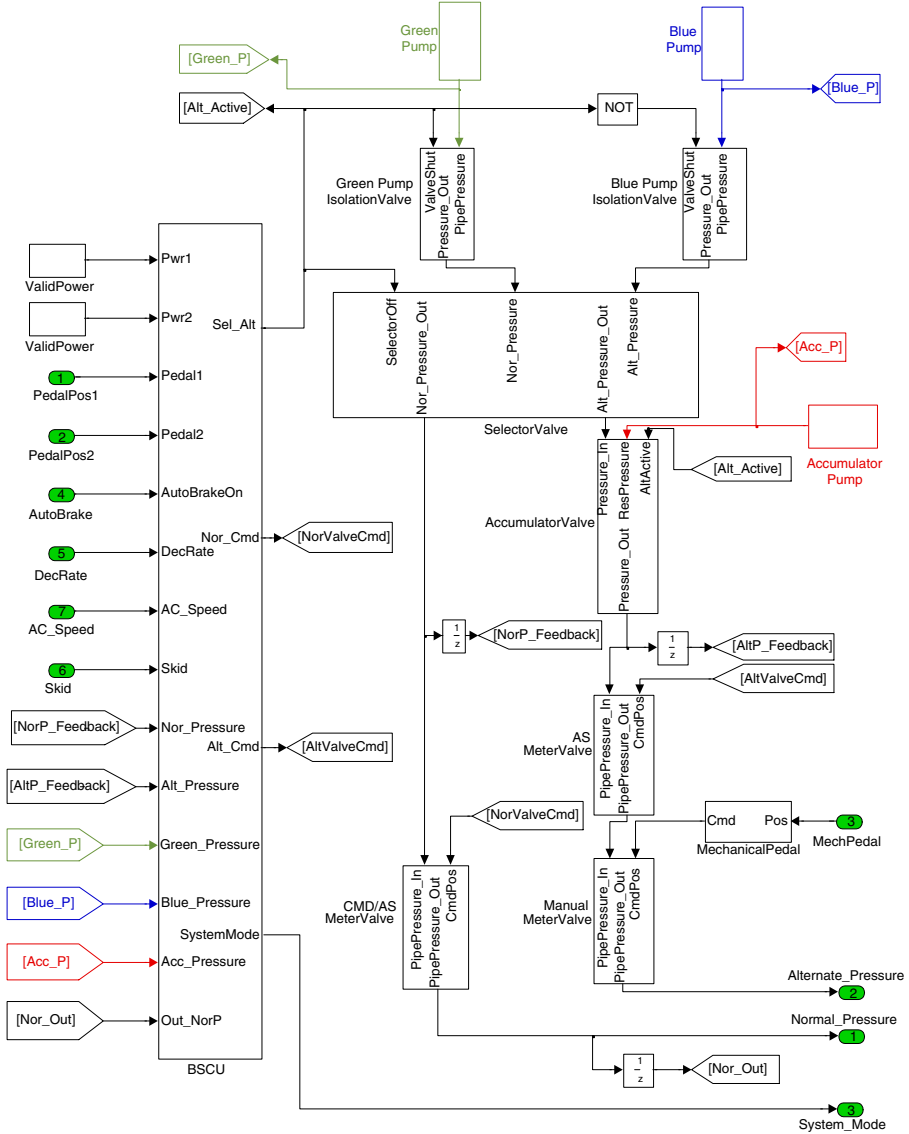 Green
Pump
Blue
Pump
[Green_P]
[Blue_P]
[Alt_Active]
NOT
Green Pump
IsolationValve
ValveShut
Pressure_Out
PipePressure
Blue Pump
IsolationValve
ValveShut
Pressure_Out
PipePressure
ValidPower
ValidPower
1
PedalPos1
2
PedalPos2
4
AutoBrake
5
DecRate
7
AC_Speed
6
Skid
[NorP_Feedback]
[AltP_Feedback]
[Green_P]
[Blue_P]
[Acc_P]
[Nor_Out]
Pwr1
Pwr2
Sel_Alt
Pedal1
Pedal2
AutoBrakeOn
Nor_Cmd
DecRate
AC_Speed
Skid
Nor_Pressure
Alt_Cmd
Alt_Pressure
Green_Pressure
Blue_Pressure
SystemMode
Acc_Pressure
Out_NorP
BSCU
[NorValveCmd]
[AltValveCmd]
SelectorOff
Nor_Pressure_Out
Nor_Pressure
Alt_Pressure_Out
Alt_Pressure
SelectorValve
[Acc_P]
Accumulator
Pump
[Alt_Active]
Pressure_In
Pressure_Out
ResPressure
AltActive
AccumulatorValve
1
z
[NorP_Feedback]
1
z
[AltP_Feedback]
[AltValveCmd]
AS
MeterValve
PipePressure_In
PipePressure_Out
CmdPos
[NorValveCmd]
Cmd
Pos
MechanicalPedal
3
MechPedal
CMD/AS
MeterValve
PipePressure_In
PipePressure_Out
CmdPos
Manual
MeterValve
PipePressure_In
PipePressure_Out
CmdPos
Alternate_Pressure
2
Normal_Pressure
1
1
z
[Nor_Out]
3
System_Mode